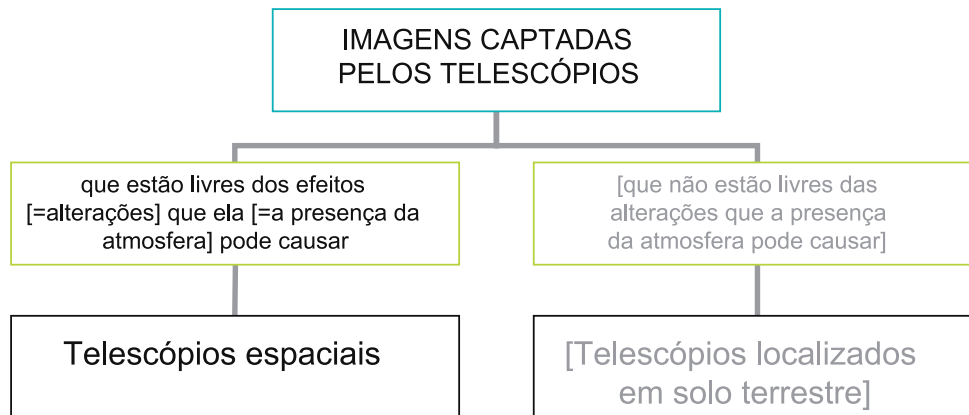 IMAGENS CAPTADAS
PELOS TELESCÓPIOS
que estão livres dos efeitos
[=alterações] que ela [=a presença da
atmosfera] pode causar
[que não estão livres das
alterações que a presença
da atmosfera pode causar]
Telescópios espaciais
[Telescópios localizados
em solo terrestre]